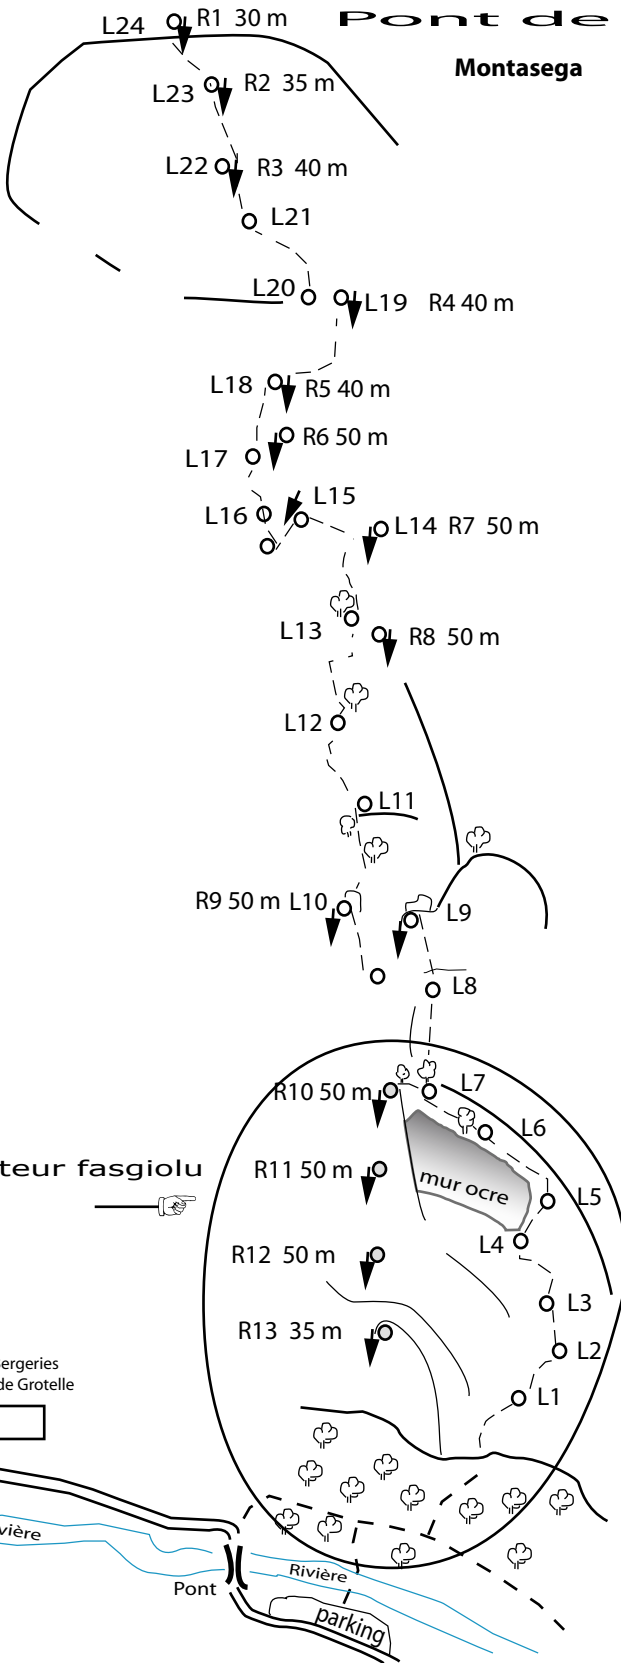 Pont de
Montasega
L24 R1 30 m
L23 R2 35 m
L22 R3 40 m
L21
L20 L19 R4 40 m
L18 R5 40 m
R6 50 m
L17
L15
L16 L14 R7 50 m
L13 R8 50 m
L12
L11
R9 50 m L10 L9
L8
R10 50 m L7
L6
teur fasgiolu
R11 50 m mur ocre L5
L4
R12 50 m
L3
R13 35 m
L2
ergeries
de Grotelle
L1
vière
Rivière
Pont
parking